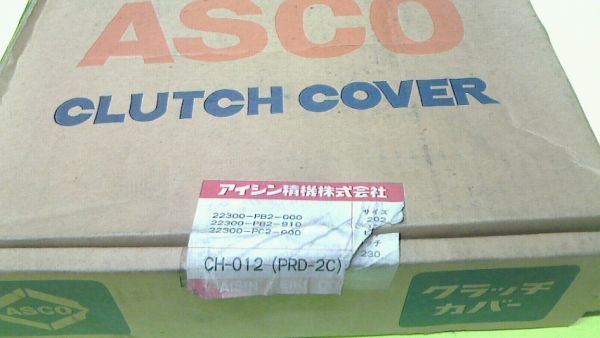 ASCO
CLUTCH COVER
アイシン精機株式会社
22300-PB2-000
22300-PB2-910
22300-PC2-000
サイズ
202
230
CH-012 (PRD-2C)
ASCO
クラッチ
カバー